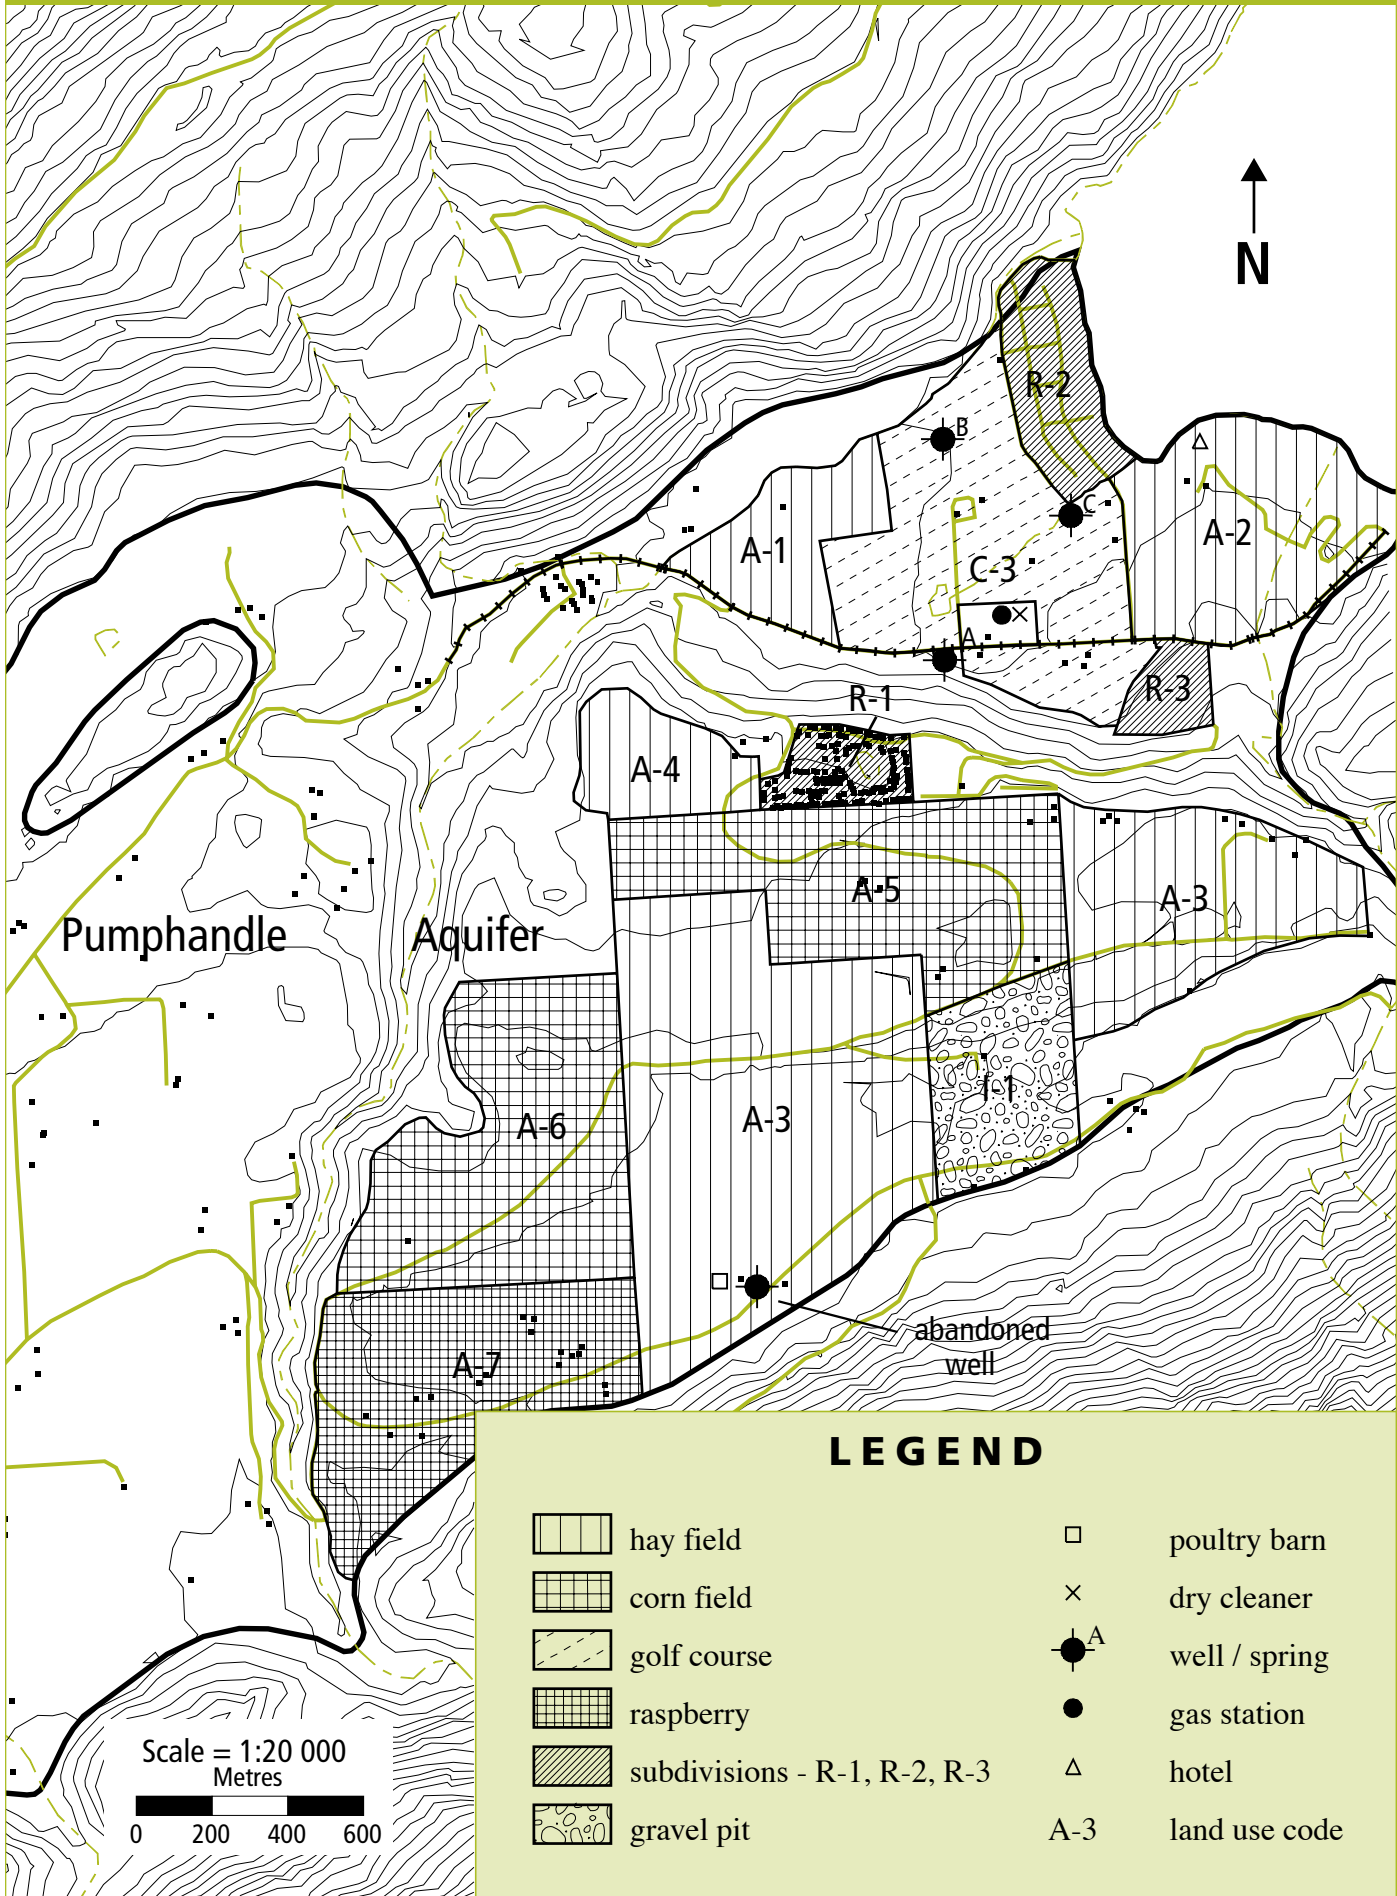 N
R-2
B
C
A-1
A-2
C-3
A
R-3
R-1
A-4
A-5
A-3
Pumphandle Aquifer
I-1
A-6
A-3
abandoned
well
A-7
LEGEND
hay field
corn field
golf course
raspberry
subdivisions - R-1, R-2, R-3
gravel pit
poultry barn
dry cleaner
A
well / spring
gas station
hotel
A-3 land use code
Scale = 1:20 000
Metres
0 200 400 600